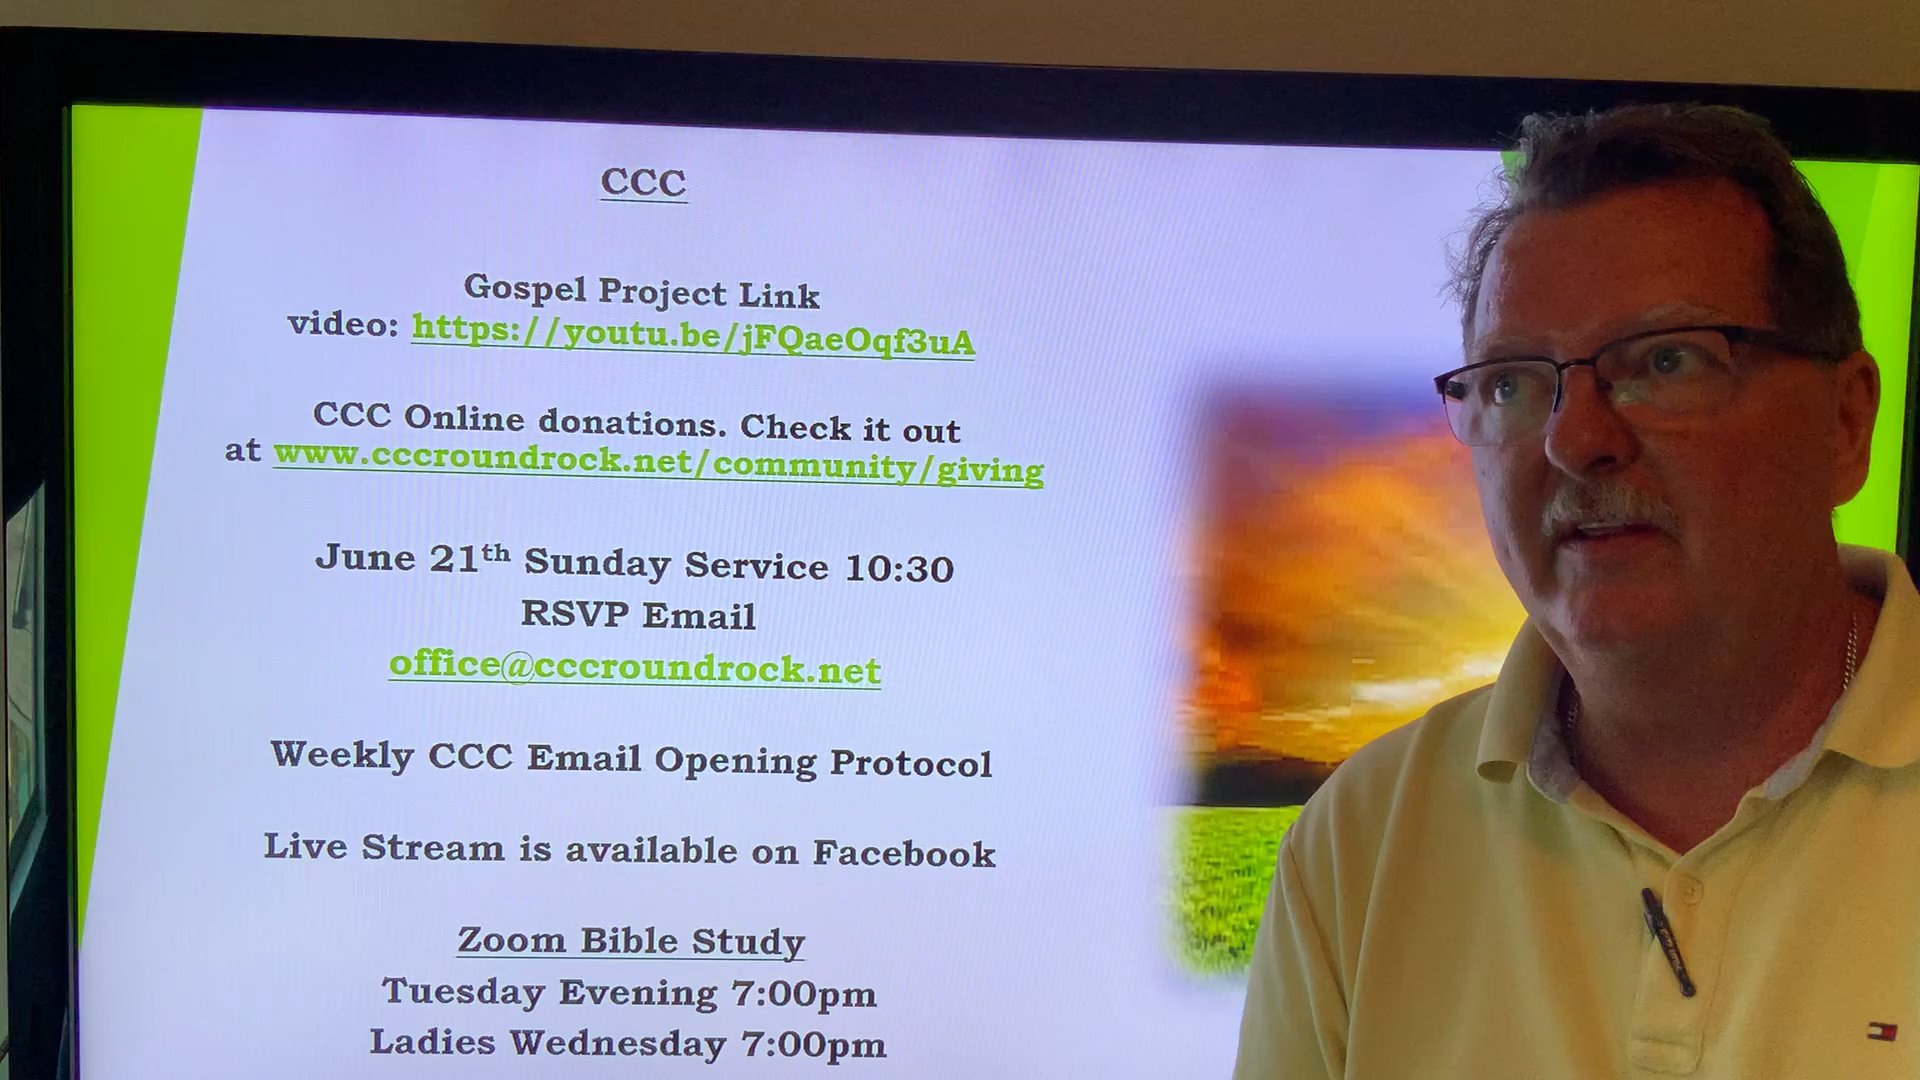 CCC
Gospel Project Link
video: https://youtu.be/jFQaeOqf3uA
CCC Online donations. Check it out
at www.cccroundrock.net/community/giving
June 21th Sunday Service 10:30
RSVP Email
office@cccroundrock.net
Weekly CCC Email Opening Protocol
Live Stream is available on Facebook
Zoom Bible Study
Tuesday Evening 7:00pm
Ladies Wednesday 7:00pm